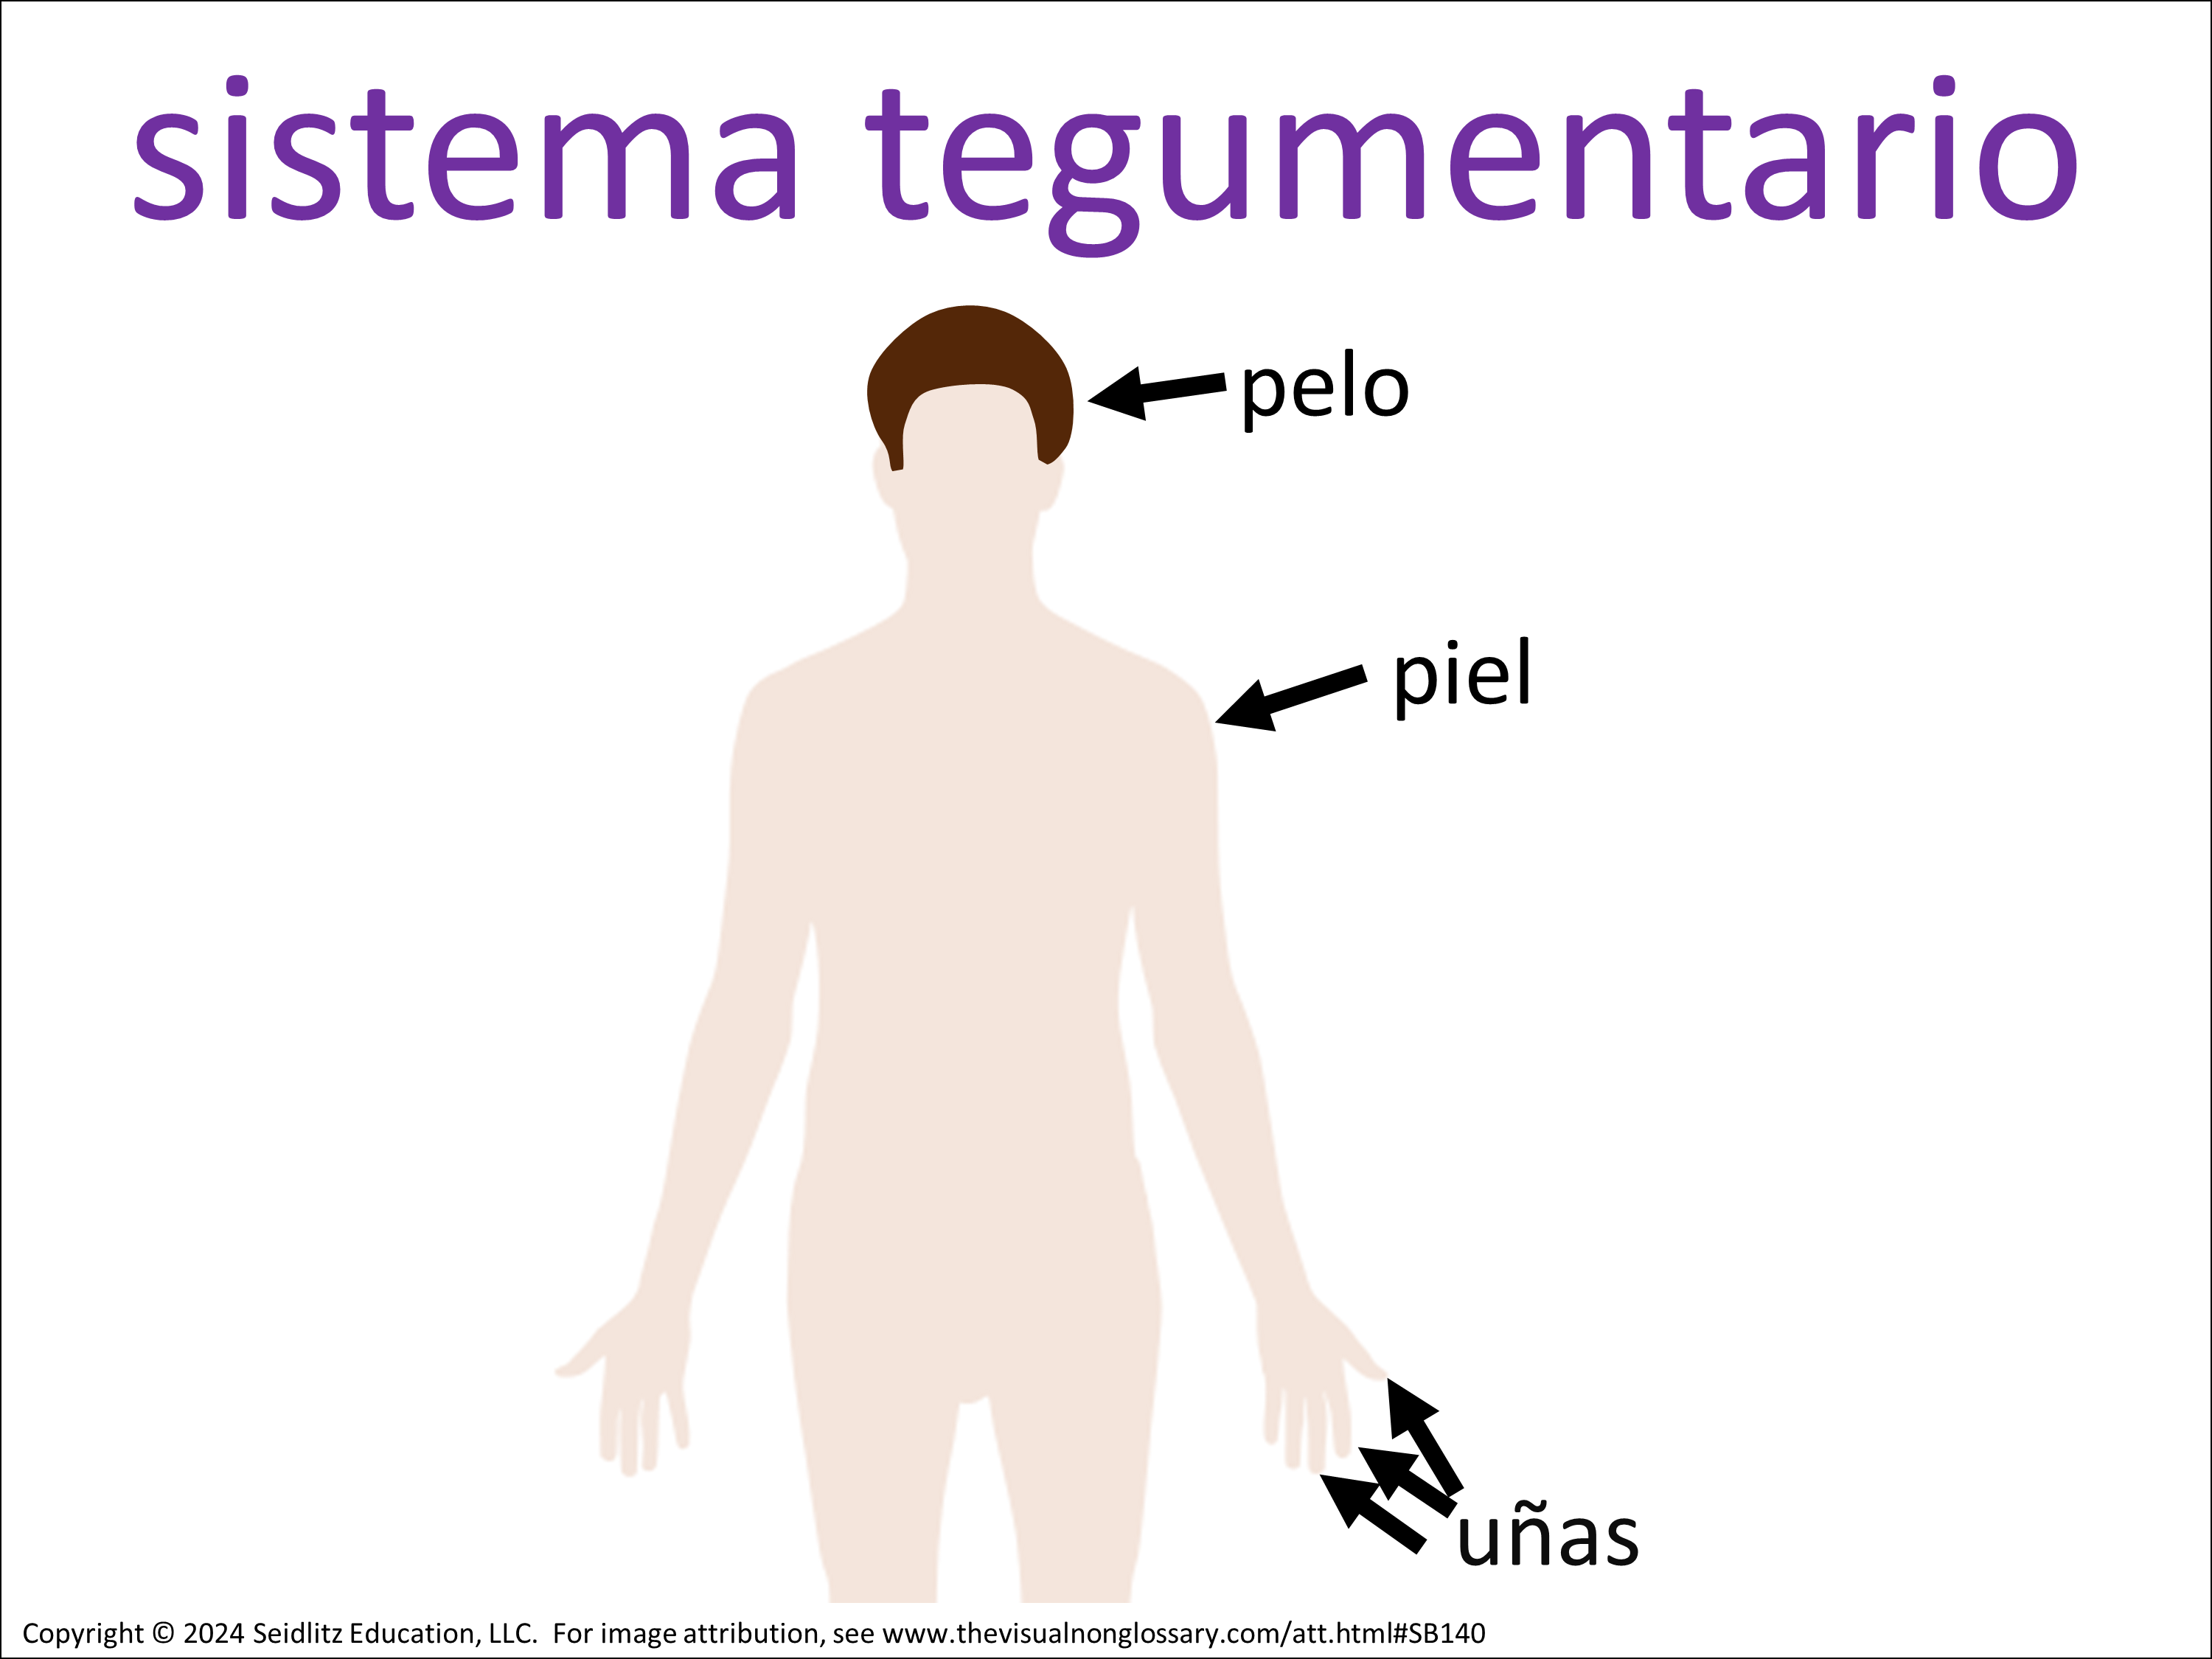 sistema tegumentario
pelo
piel
uñas
Copyright © 2024 Seidlitz Education, LLC.  For image attribution, see www.thevisualnonglossary.com/att.html#SB140